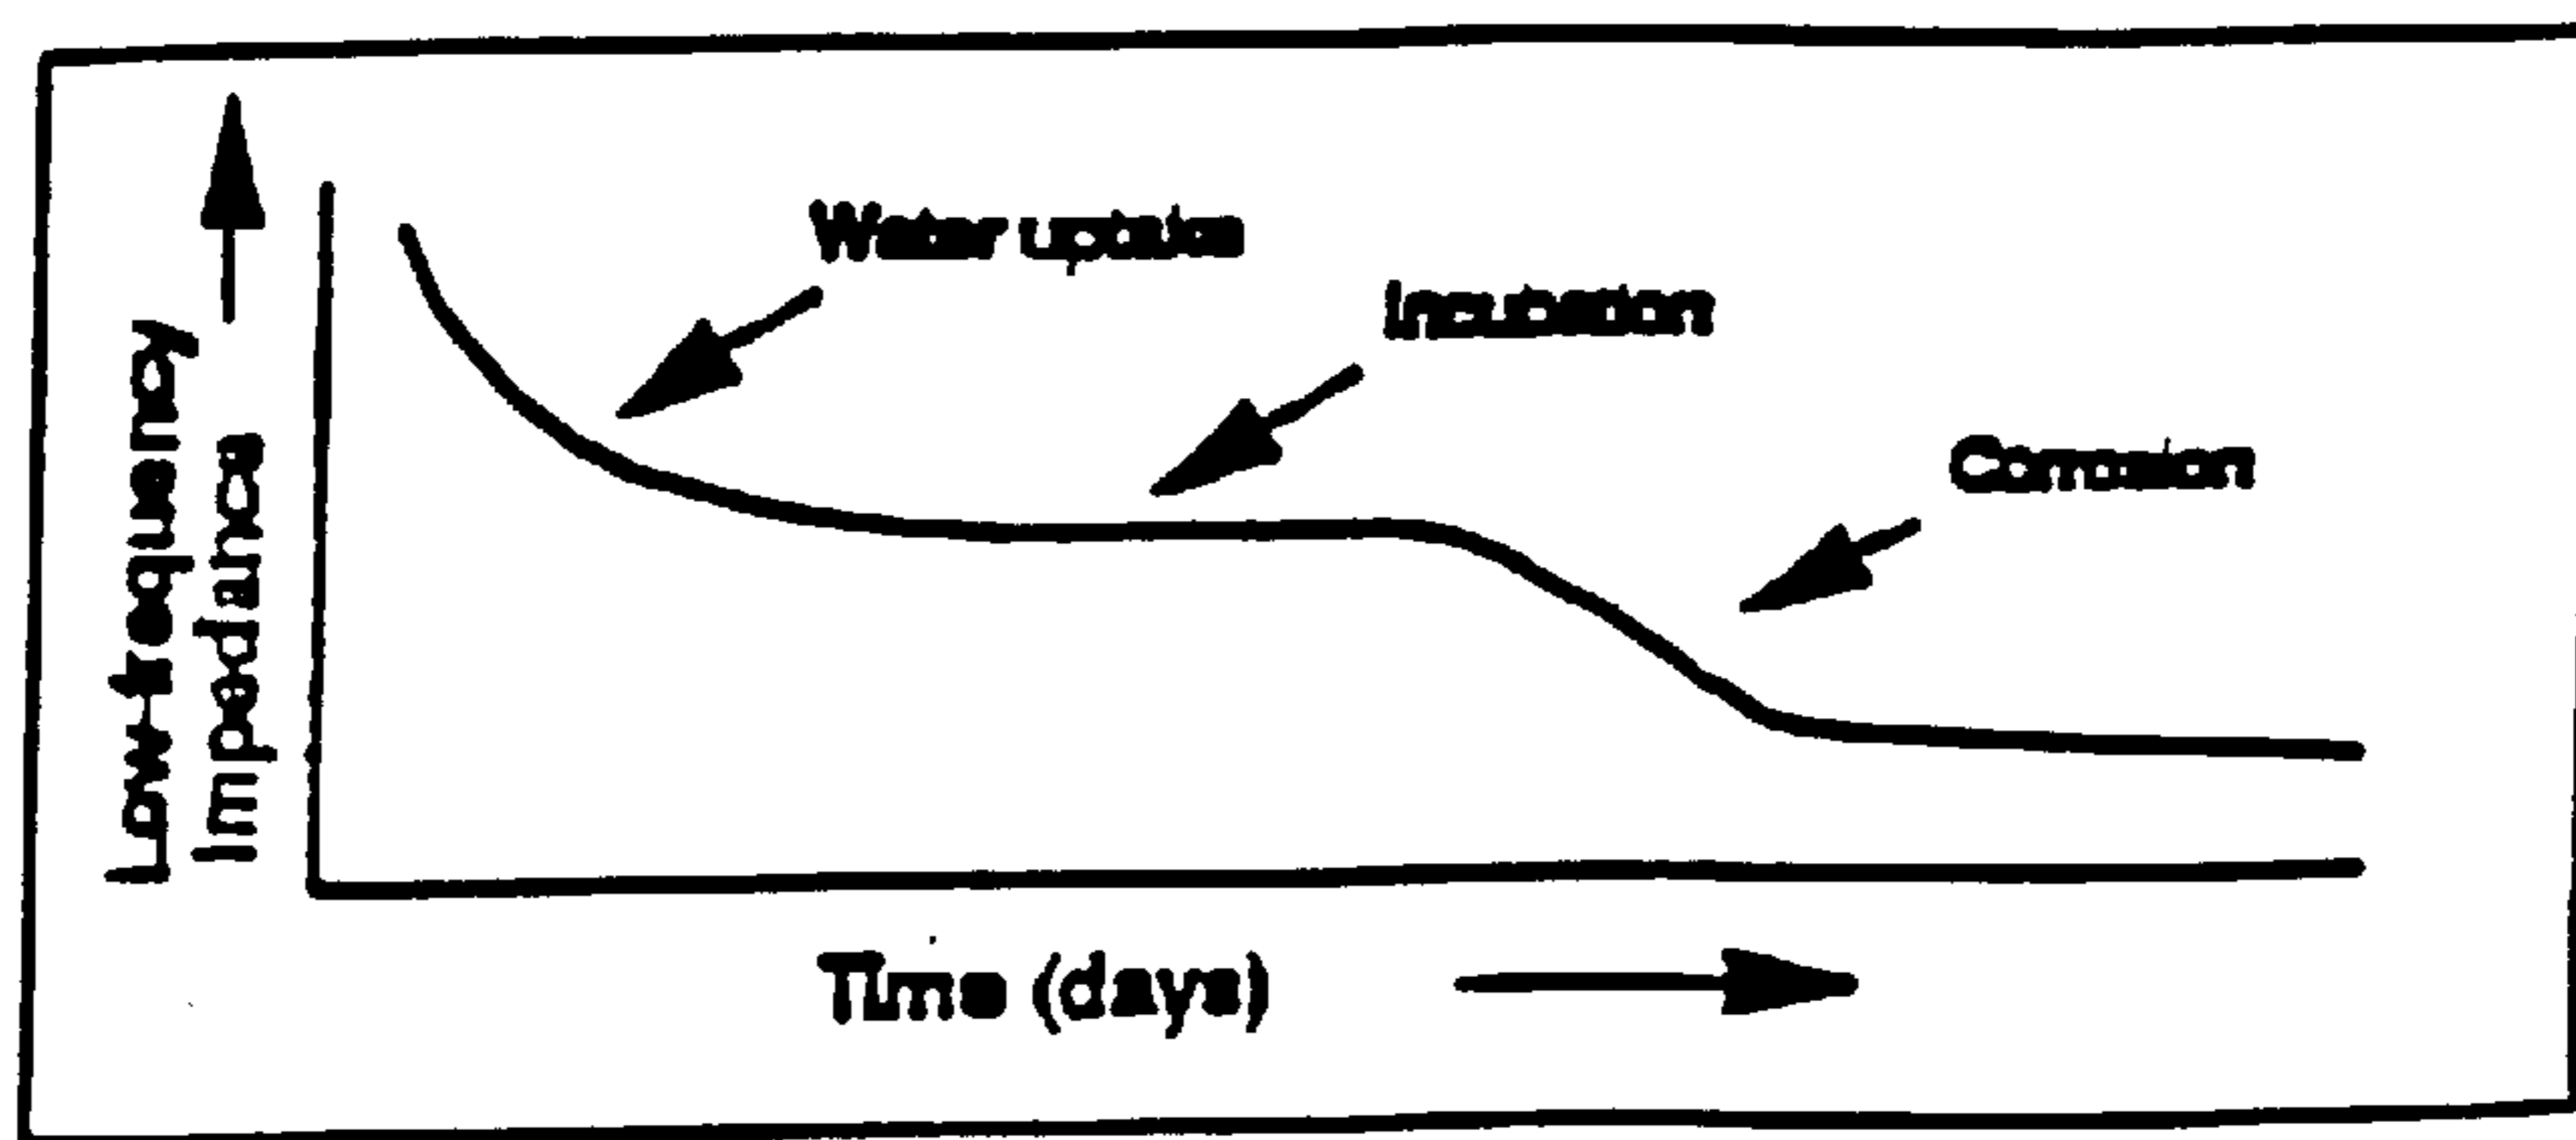 Water uptake
Incubation
Corrosion
Low frequency
Impedance
Time (days)